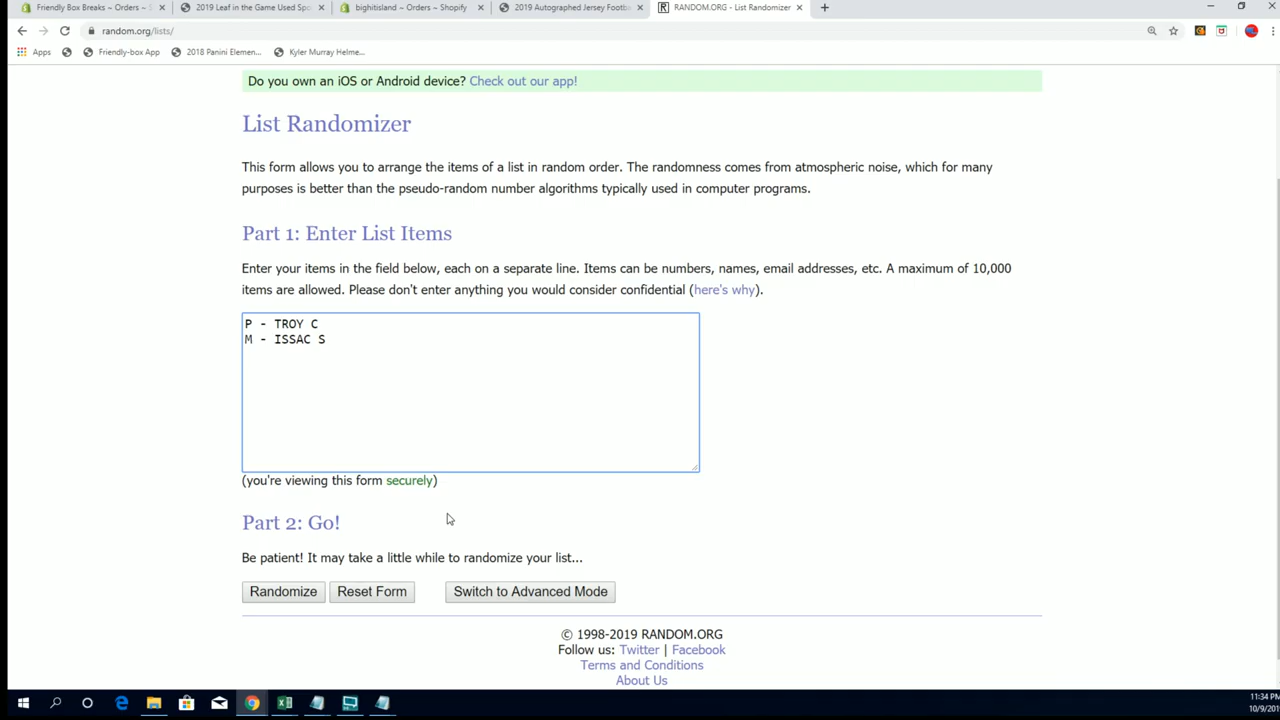 Friendly Box Breaks ~ Orders ~ S
2019 Leaf in the Game Used Spo
bighitisland ~ Orders ~ Shopify
2019 Autographed Jersey Footba
RANDOM.ORG - List Randomizer
random.org/lists/
Apps
Friendly-box App
2018 Panini Elemen...
Kyler Murray Helme...
Do you own an iOS or Android device? Check out our app!
List Randomizer
This form allows you to arrange the items of a list in random order. The randomness comes from atmospheric noise, which for many
purposes is better than the pseudo-random number algorithms typically used in computer programs.
Part 1: Enter List Items
Enter your items in the field below, each on a separate line. Items can be numbers, names, email addresses, etc. A maximum of 10,000
items are allowed. Please don't enter anything you would consider confidential (here's why).
P - TROY C
M - ISSAC S
(you're viewing this form securely)
Part 2: Go!
Be patient! It may take a little while to randomize your list...
Randomize
Reset Form
Switch to Advanced Mode
© 1998-2019 RANDOM.ORG
Follow us: Twitter | Facebook
Terms and Conditions
About Us
11:34 PM
10/9/201